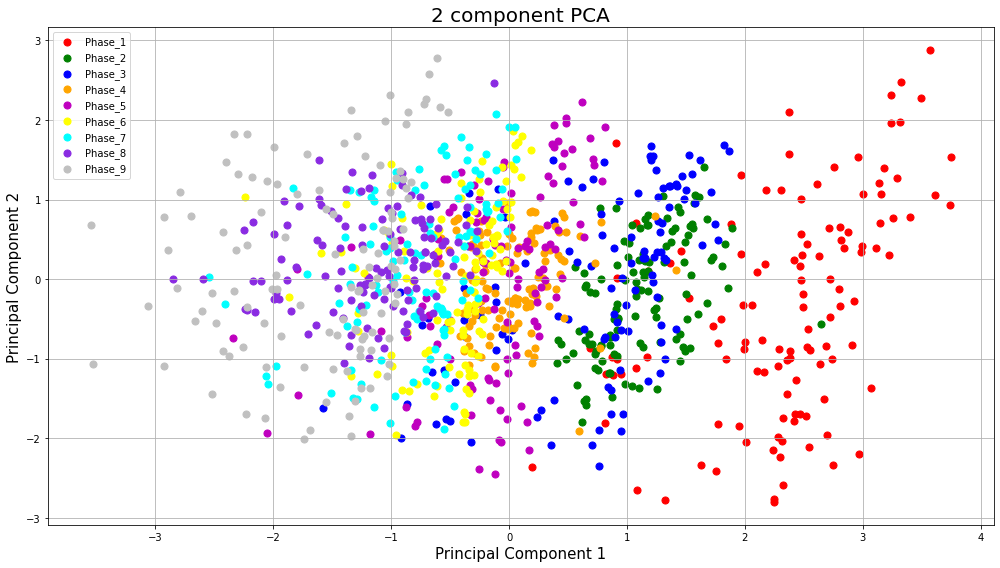 2 component PCA
Phase_1
Phase_2
Phase_3
Phase_4
Phase_5
Phase_6
Phase_7
Phase_8
Phase_9
Principal Component 2
3
2
1
0
−1
−2
−3
−3 −2 −1 0 1 2 3 4
Principal Component 1